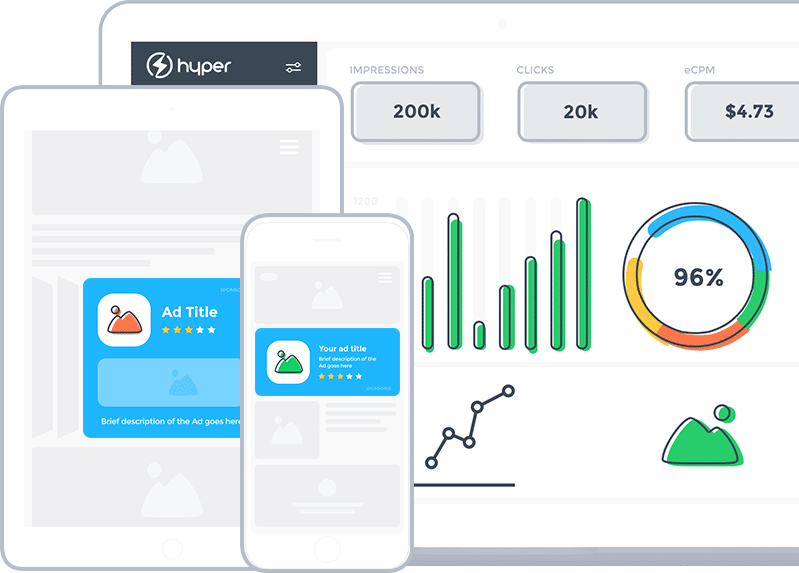 hyper
IMPRESSIONS
CLICKS
eCPM
200k
20k
$4.73
1200
96%
SPONSO
Ad Title
Brief description of the Ad goes here
Your ad title
Brief description of the
Ad goes here
SPONSORED